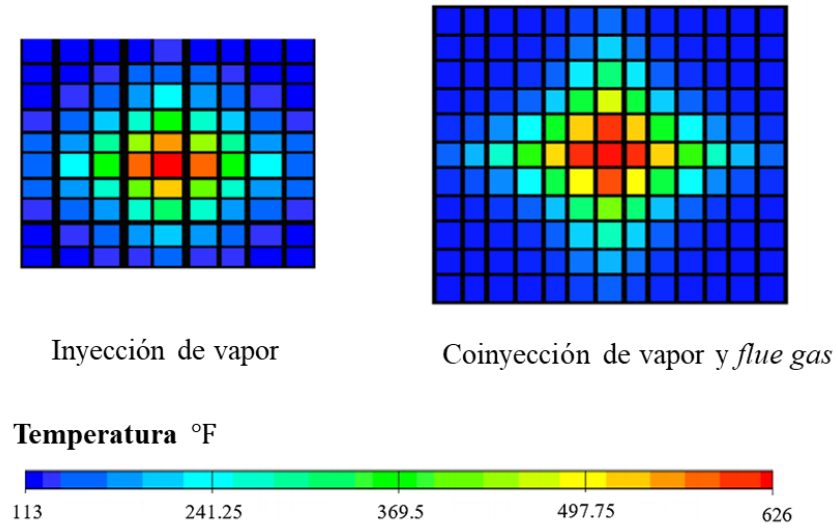 Inyección de vapor
Coinyección de vapor y flue gas
Temperatura °F
113 241.25 369.5 497.75 626